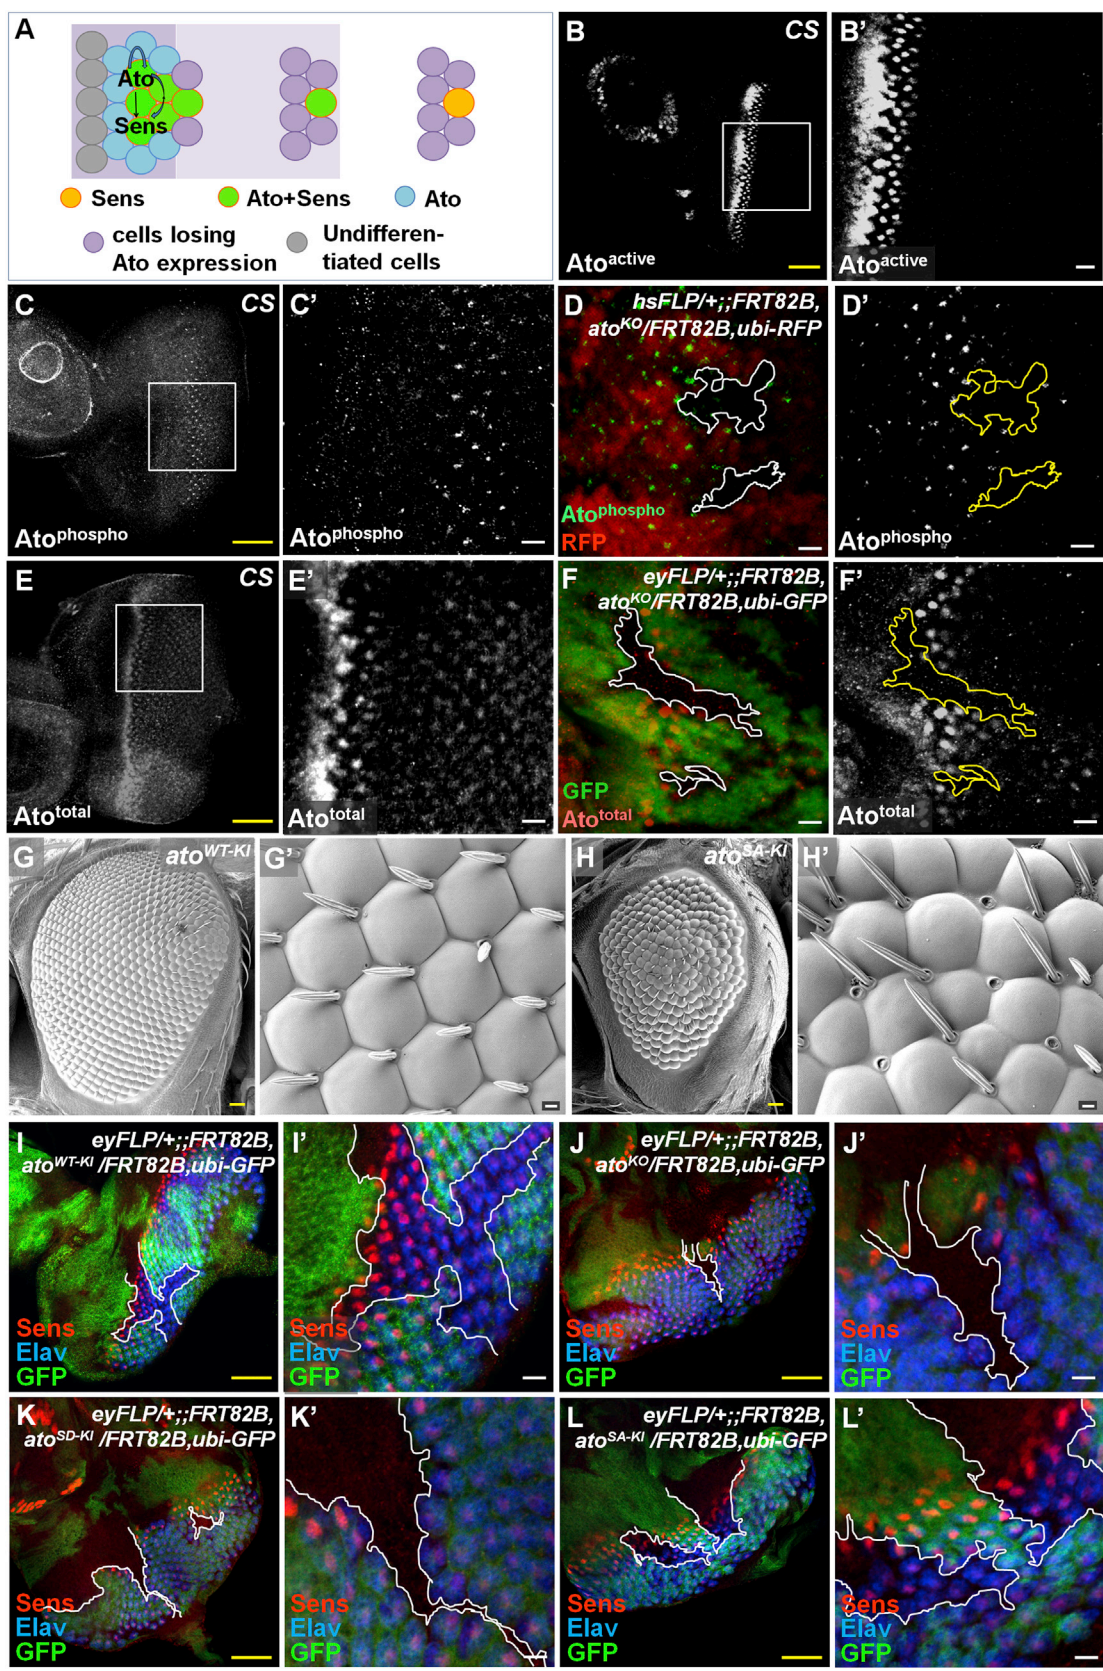 A
Ato
Sens
Sens
Ato+Sens
Ato
cells losing
Ato expression
Undifferen-
tiated cells
B
CS
Ato^active
B'
Ato^active
C
CS
Ato^phospho
C'
Ato^phospho
D
hsFLP/+;;FRT82B,
ato^KO/FRT82B,ubi-RFP
Ato^phospho
RFP
D'
Ato^phospho
E
CS
Ato^total
E'
Ato^total
F
eyFLP/+;;FRT82B,
ato^KO/FRT82B,ubi-GFP
GFP
Ato^total
F'
Ato^total
G
ato^WT-KI
G'
H
ato^SA-KI
H'
I
eyFLP/+;;FRT82B,
ato^WT-KI /FRT82B,ubi-GFP
Sens
Elav
GFP
I'
Sens
Elav
GFP
J
eyFLP/+;;FRT82B,
ato^KO/FRT82B,ubi-GFP
Sens
Elav
GFP
J'
Sens
Elav
GFP
K
eyFLP/+;;FRT82B,
ato^SD-KI /FRT82B,ubi-GFP
Sens
Elav
GFP
K'
Sens
Elav
GFP
L
eyFLP/+;;FRT82B,
ato^SA-KI /FRT82B,ubi-GFP
Sens
Elav
GFP
L'
Sens
Elav
GFP